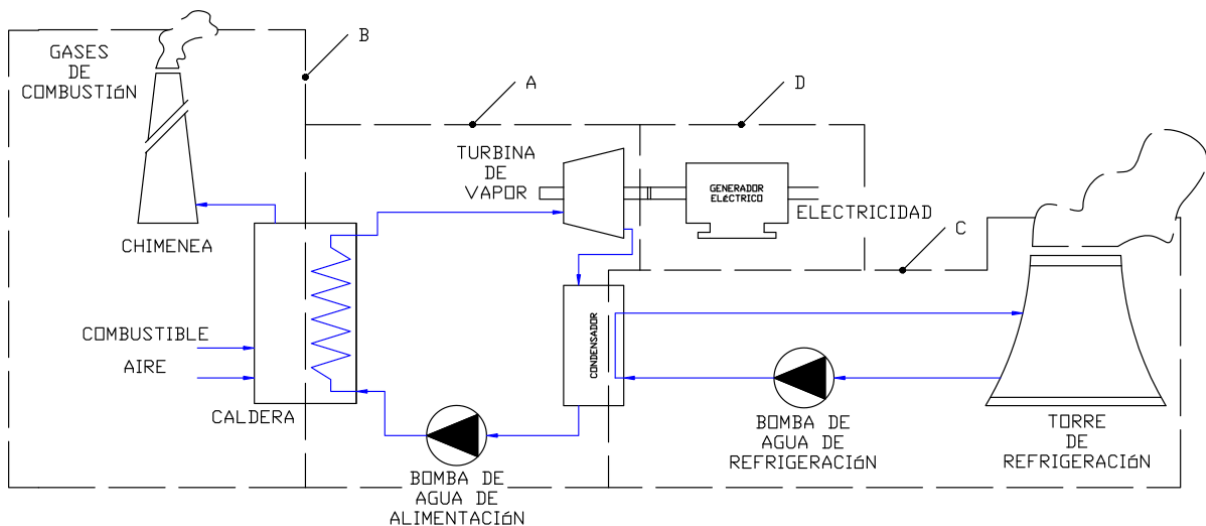 GASES
DE
COMBUSTIÓN
B
A
D
TURBINA
DE
VAPOR
GENERADOR
ELÉCTRICO
ELECTRICIDAD
C
CHIMENEA
COMBUSTIBLE
AIRE
CONDENSADOR
CALDERA
BOMBA DE
AGUA DE
REFRIGERACIÓN
TORRE
DE
REFRIGERACIÓN
BOMBA DE
AGUA DE
ALIMENTACIÓN